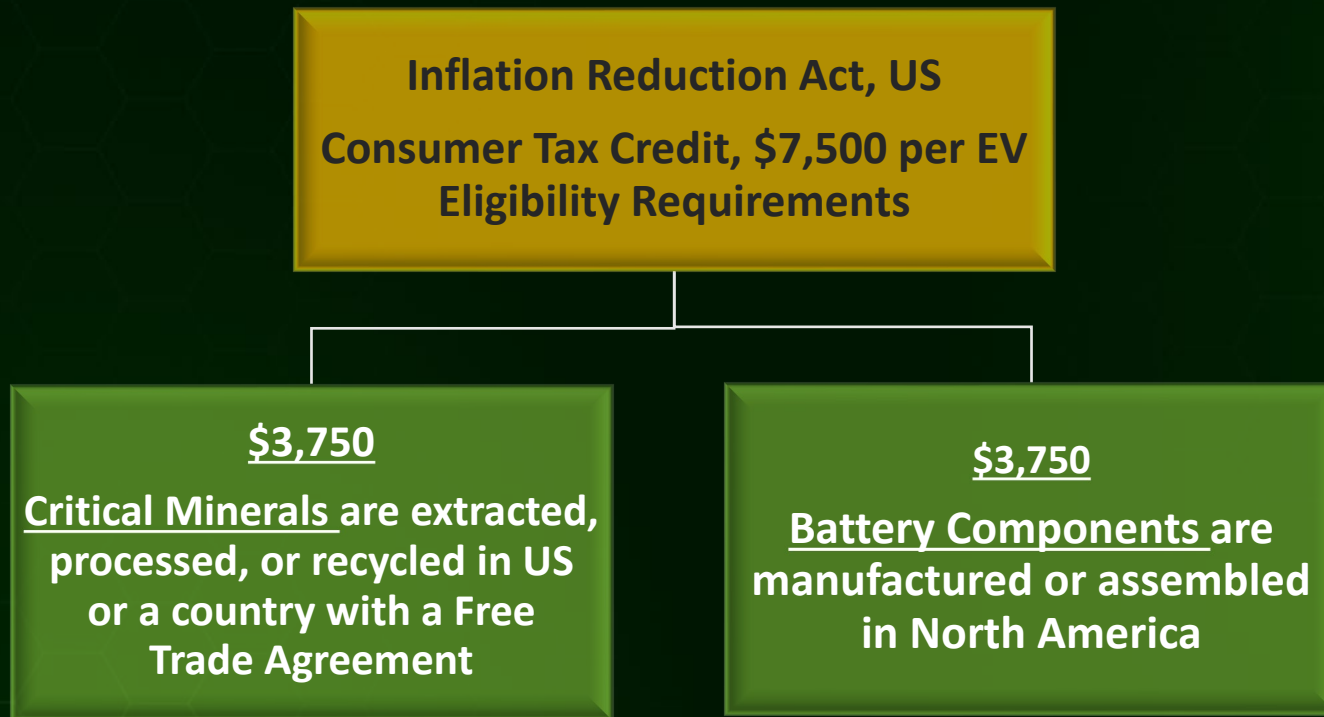 Inflation Reduction Act, US
Consumer Tax Credit, $7,500 per EV
Eligibility Requirements
$3,750
Critical Minerals are extracted,
processed, or recycled in US
or a country with a Free
Trade Agreement
$3,750
Battery Components are
manufactured or assembled
in North America